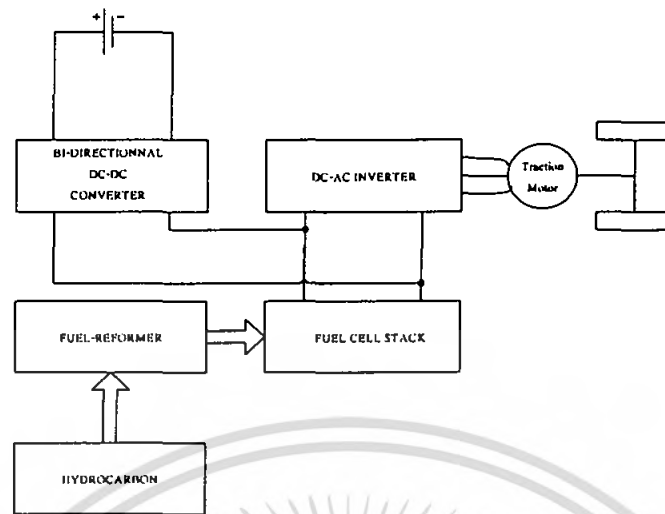 + -
BI-DIRECTIONNAL
DC-DC
CONVERTER
DC-AC INVERTER
Traction
Motor
FUEL-REFORMER
FUEL CELL STACK
HYDROCARBON